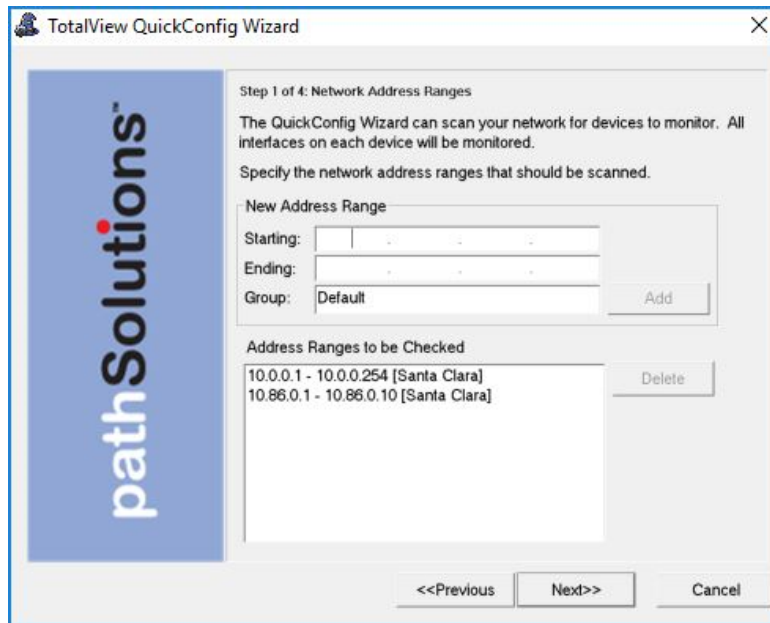 TotalView QuickConfig Wizard
pathSolutions™
Step 1 of 4: Network Address Ranges
The QuickConfig Wizard can scan your network for devices to monitor. All
interfaces on each device will be monitored.
Specify the network address ranges that should be scanned.
New Address Range
Starting: . . .
Ending: . . .
Group: Default Add
Address Ranges to be Checked
10.0.0.1 - 10.0.0.254 [Santa Clara]
10.86.0.1 - 10.86.0.10 [Santa Clara]
Delete
<<Previous Next>> Cancel